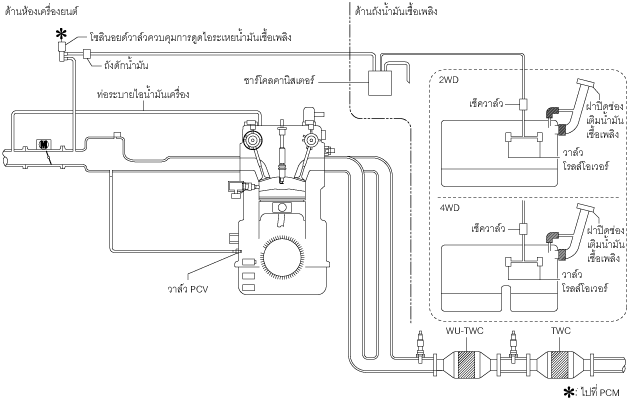 ด้านห้องเครื่องยนต์
ด้านถังน้ำมันเชื้อเพลิง
* โซลินอยด์วาล์วควบคุมการดูดไอระเหยน้ำมันเชื้อเพลิง
ถังดักน้ำมัน
ชาร์โคลคานิสเตอร์
ท่อระบายไอน้ำมันเครื่อง
M
วาล์ว PCV
2WD
เช็ควาล์ว
ฝาปิดช่อง
เติมน้ำมัน
เชื้อเพลิง
วาล์ว
โรลล์โอเวอร์
4WD
เช็ควาล์ว
ฝาปิดช่อง
เติมน้ำมัน
เชื้อเพลิง
วาล์ว
โรลล์โอเวอร์
WU-TWC
TWC
*: ไปที่ PCM